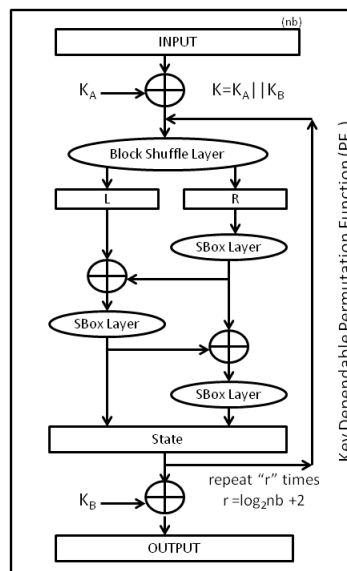 (nb)
INPUT
K_A
K=K_A||K_B
Block Shuffle Layer
L
R
SBox Layer
SBox Layer
SBox Layer
State
repeat “r” times
r =log₂nb +2
K_B
OUTPUT
Key Dependable Permutation Function